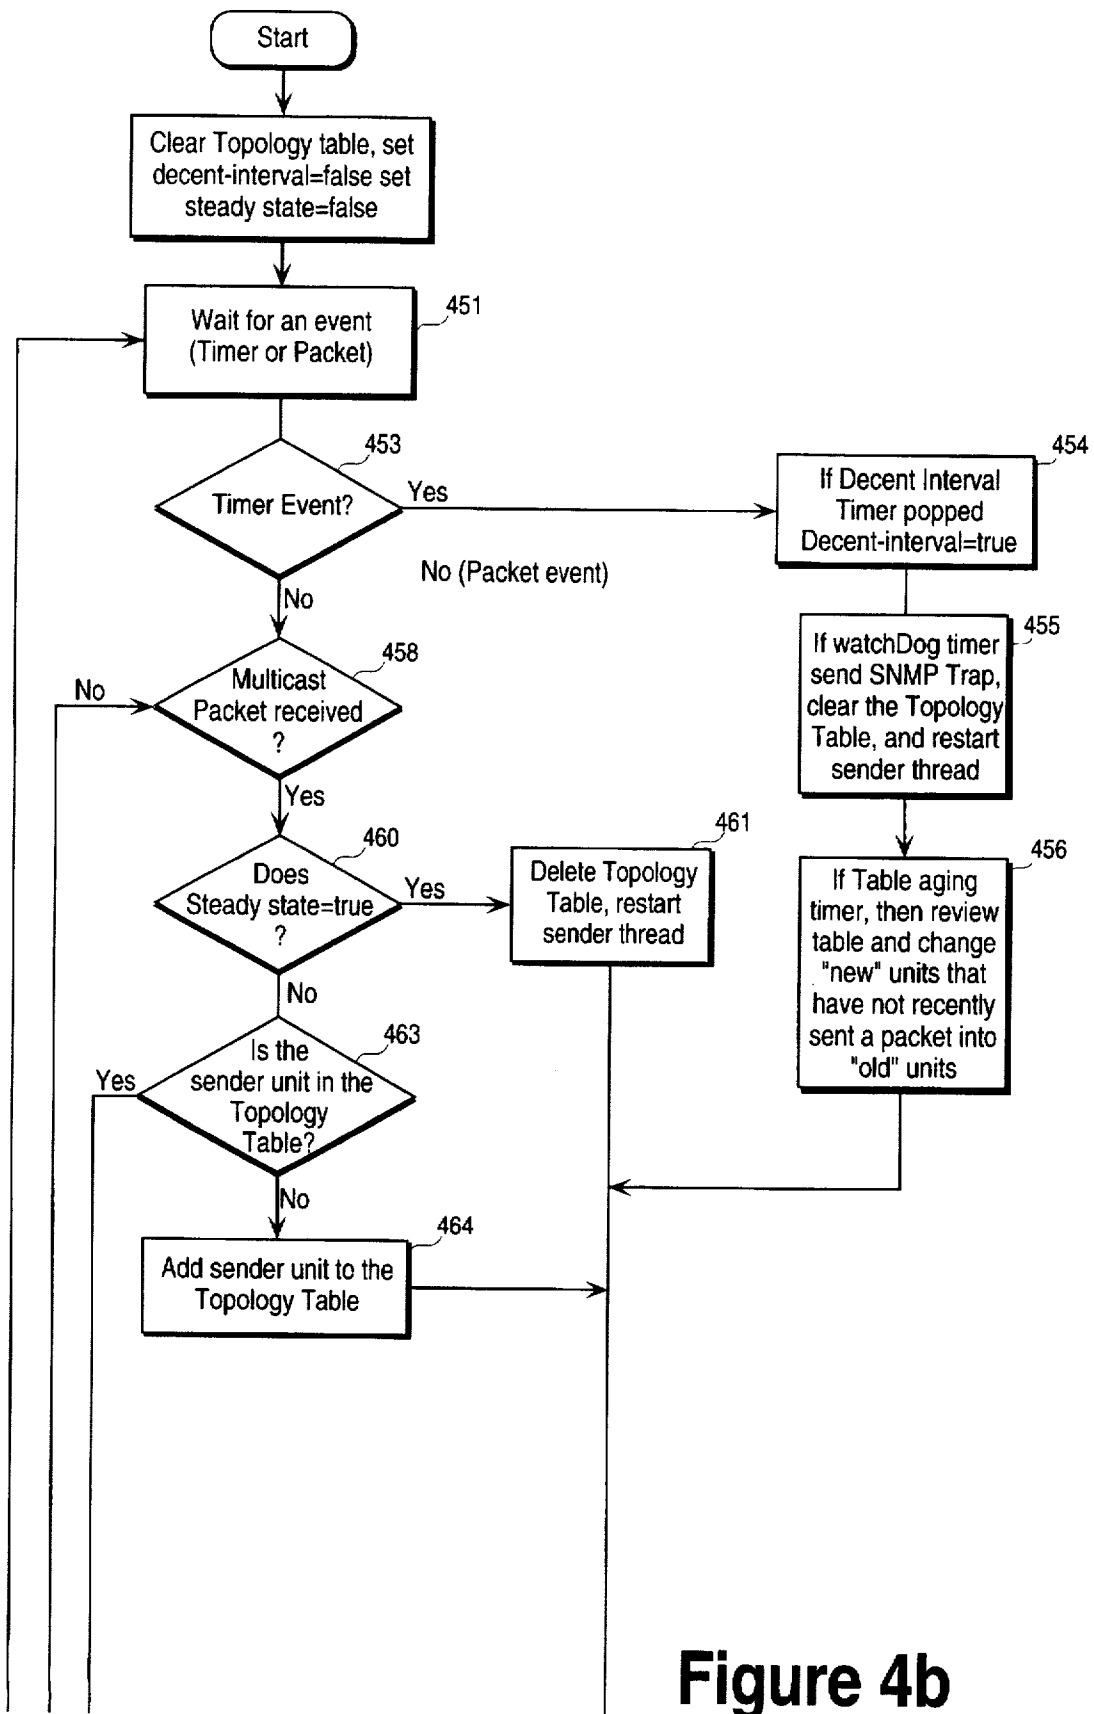 Start
Clear Topology table, set
decent-interval=false set
steady state=false
451
Wait for an event
(Timer or Packet)
453
Timer Event?
Yes
454
If Decent Interval
Timer popped
Decent-interval=true
No (Packet event)
No
455
If watchDog timer
send SNMP Trap,
clear the Topology
Table, and restart
sender thread
458
Multicast
Packet received
?
No
Yes
460
Does
Steady state=true
?
Yes
461
Delete Topology
Table, restart
sender thread
456
If Table aging
timer, then review
table and change
"new" units that
have not recently
sent a packet into
"old" units
No
463
Is the
sender unit in the
Topology
Table?
Yes
No
464
Add sender unit to the
Topology Table
Figure 4b